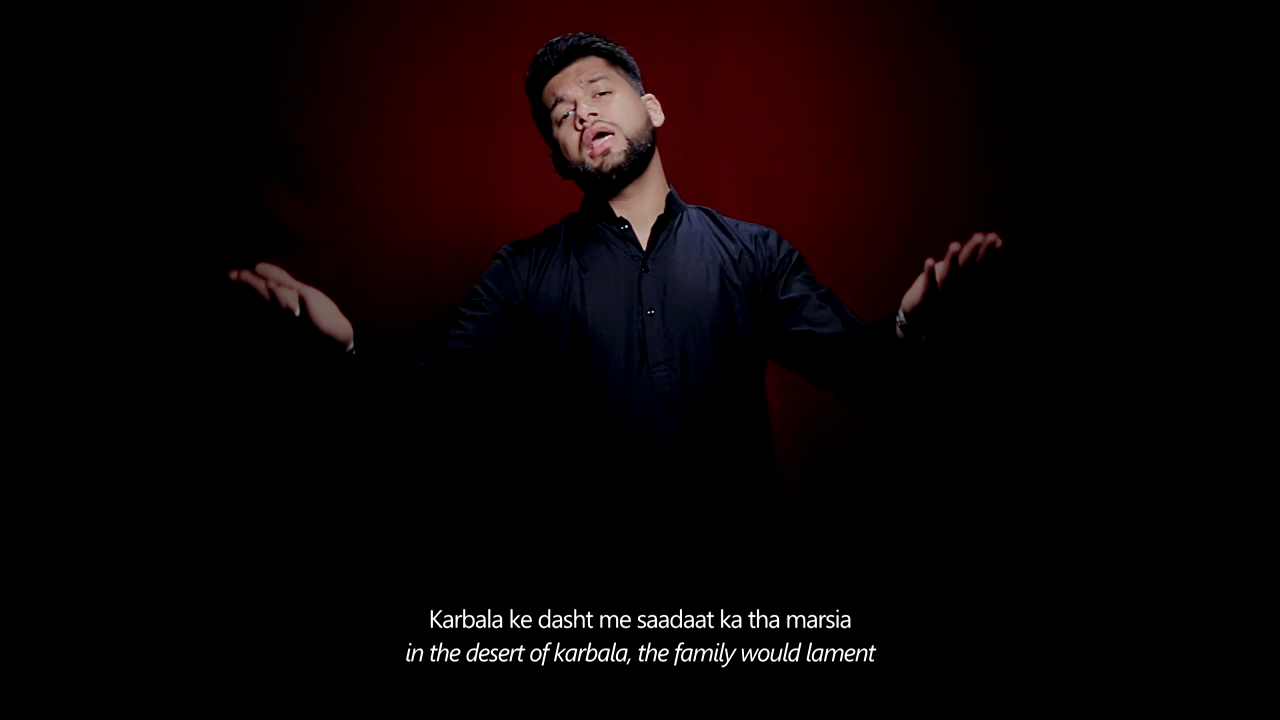 Karbala ke dasht me saadaat ka tha marsia
in the desert of karbala, the family would lament